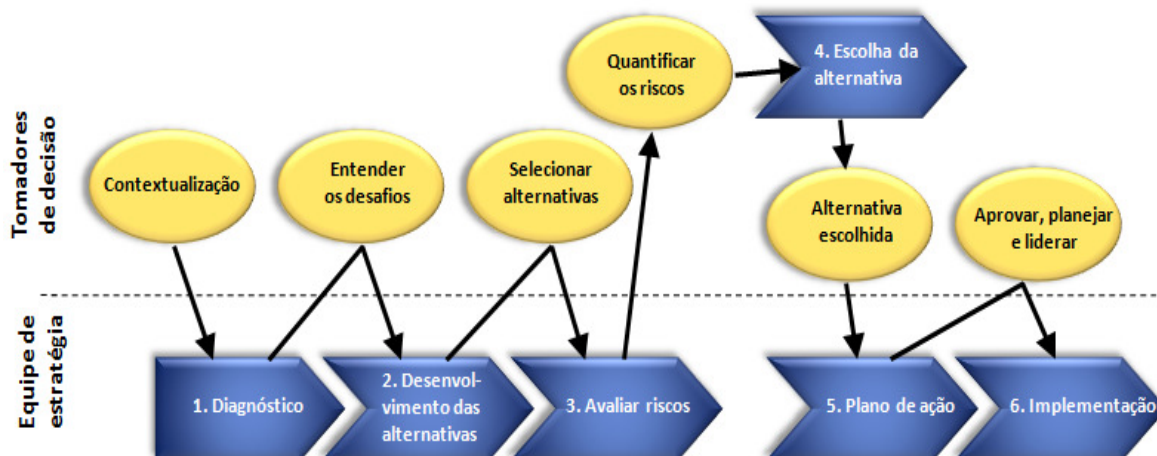 Tomadores
de decisão
Quantificar
os riscos
4. Escolha da
alternativa
Contextualização
Entender
os desafios
Selecionar
alternativas
Alternativa
escolhida
Aprovar, planejar
e liderar
Equipe de
estratégia
1. Diagnóstico
2. Desenvol-
vimento das
alternativas
3. Avaliar riscos
5. Plano de ação
6. Implementação